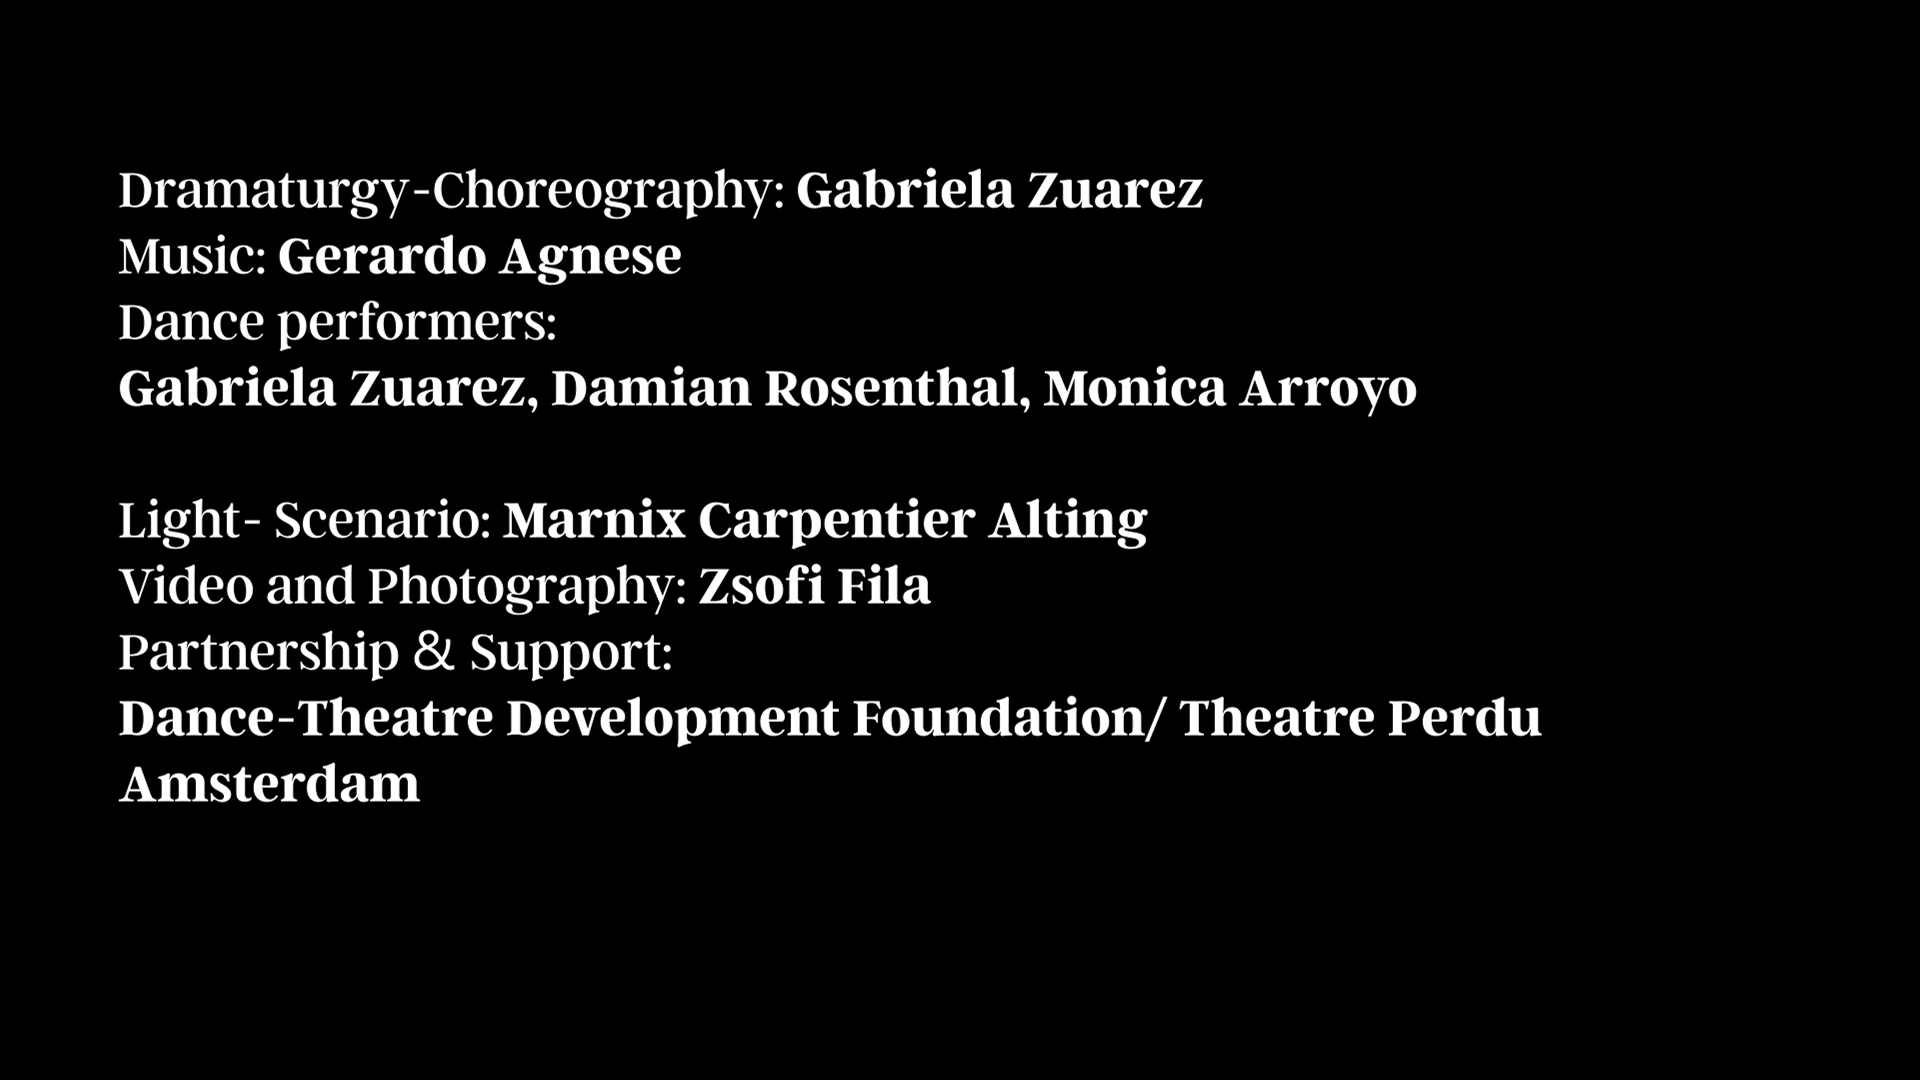 Dramaturgy-Choreography: Gabriela Zuarez
Music: Gerardo Agnese
Dance performers:
Gabriela Zuarez, Damian Rosenthal, Monica Arroyo
Light- Scenario: Marnix Carpentier Alting
Video and Photography: Zsofi Fila
Partnership & Support:
Dance-Theatre Development Foundation/ Theatre Perdu
Amsterdam